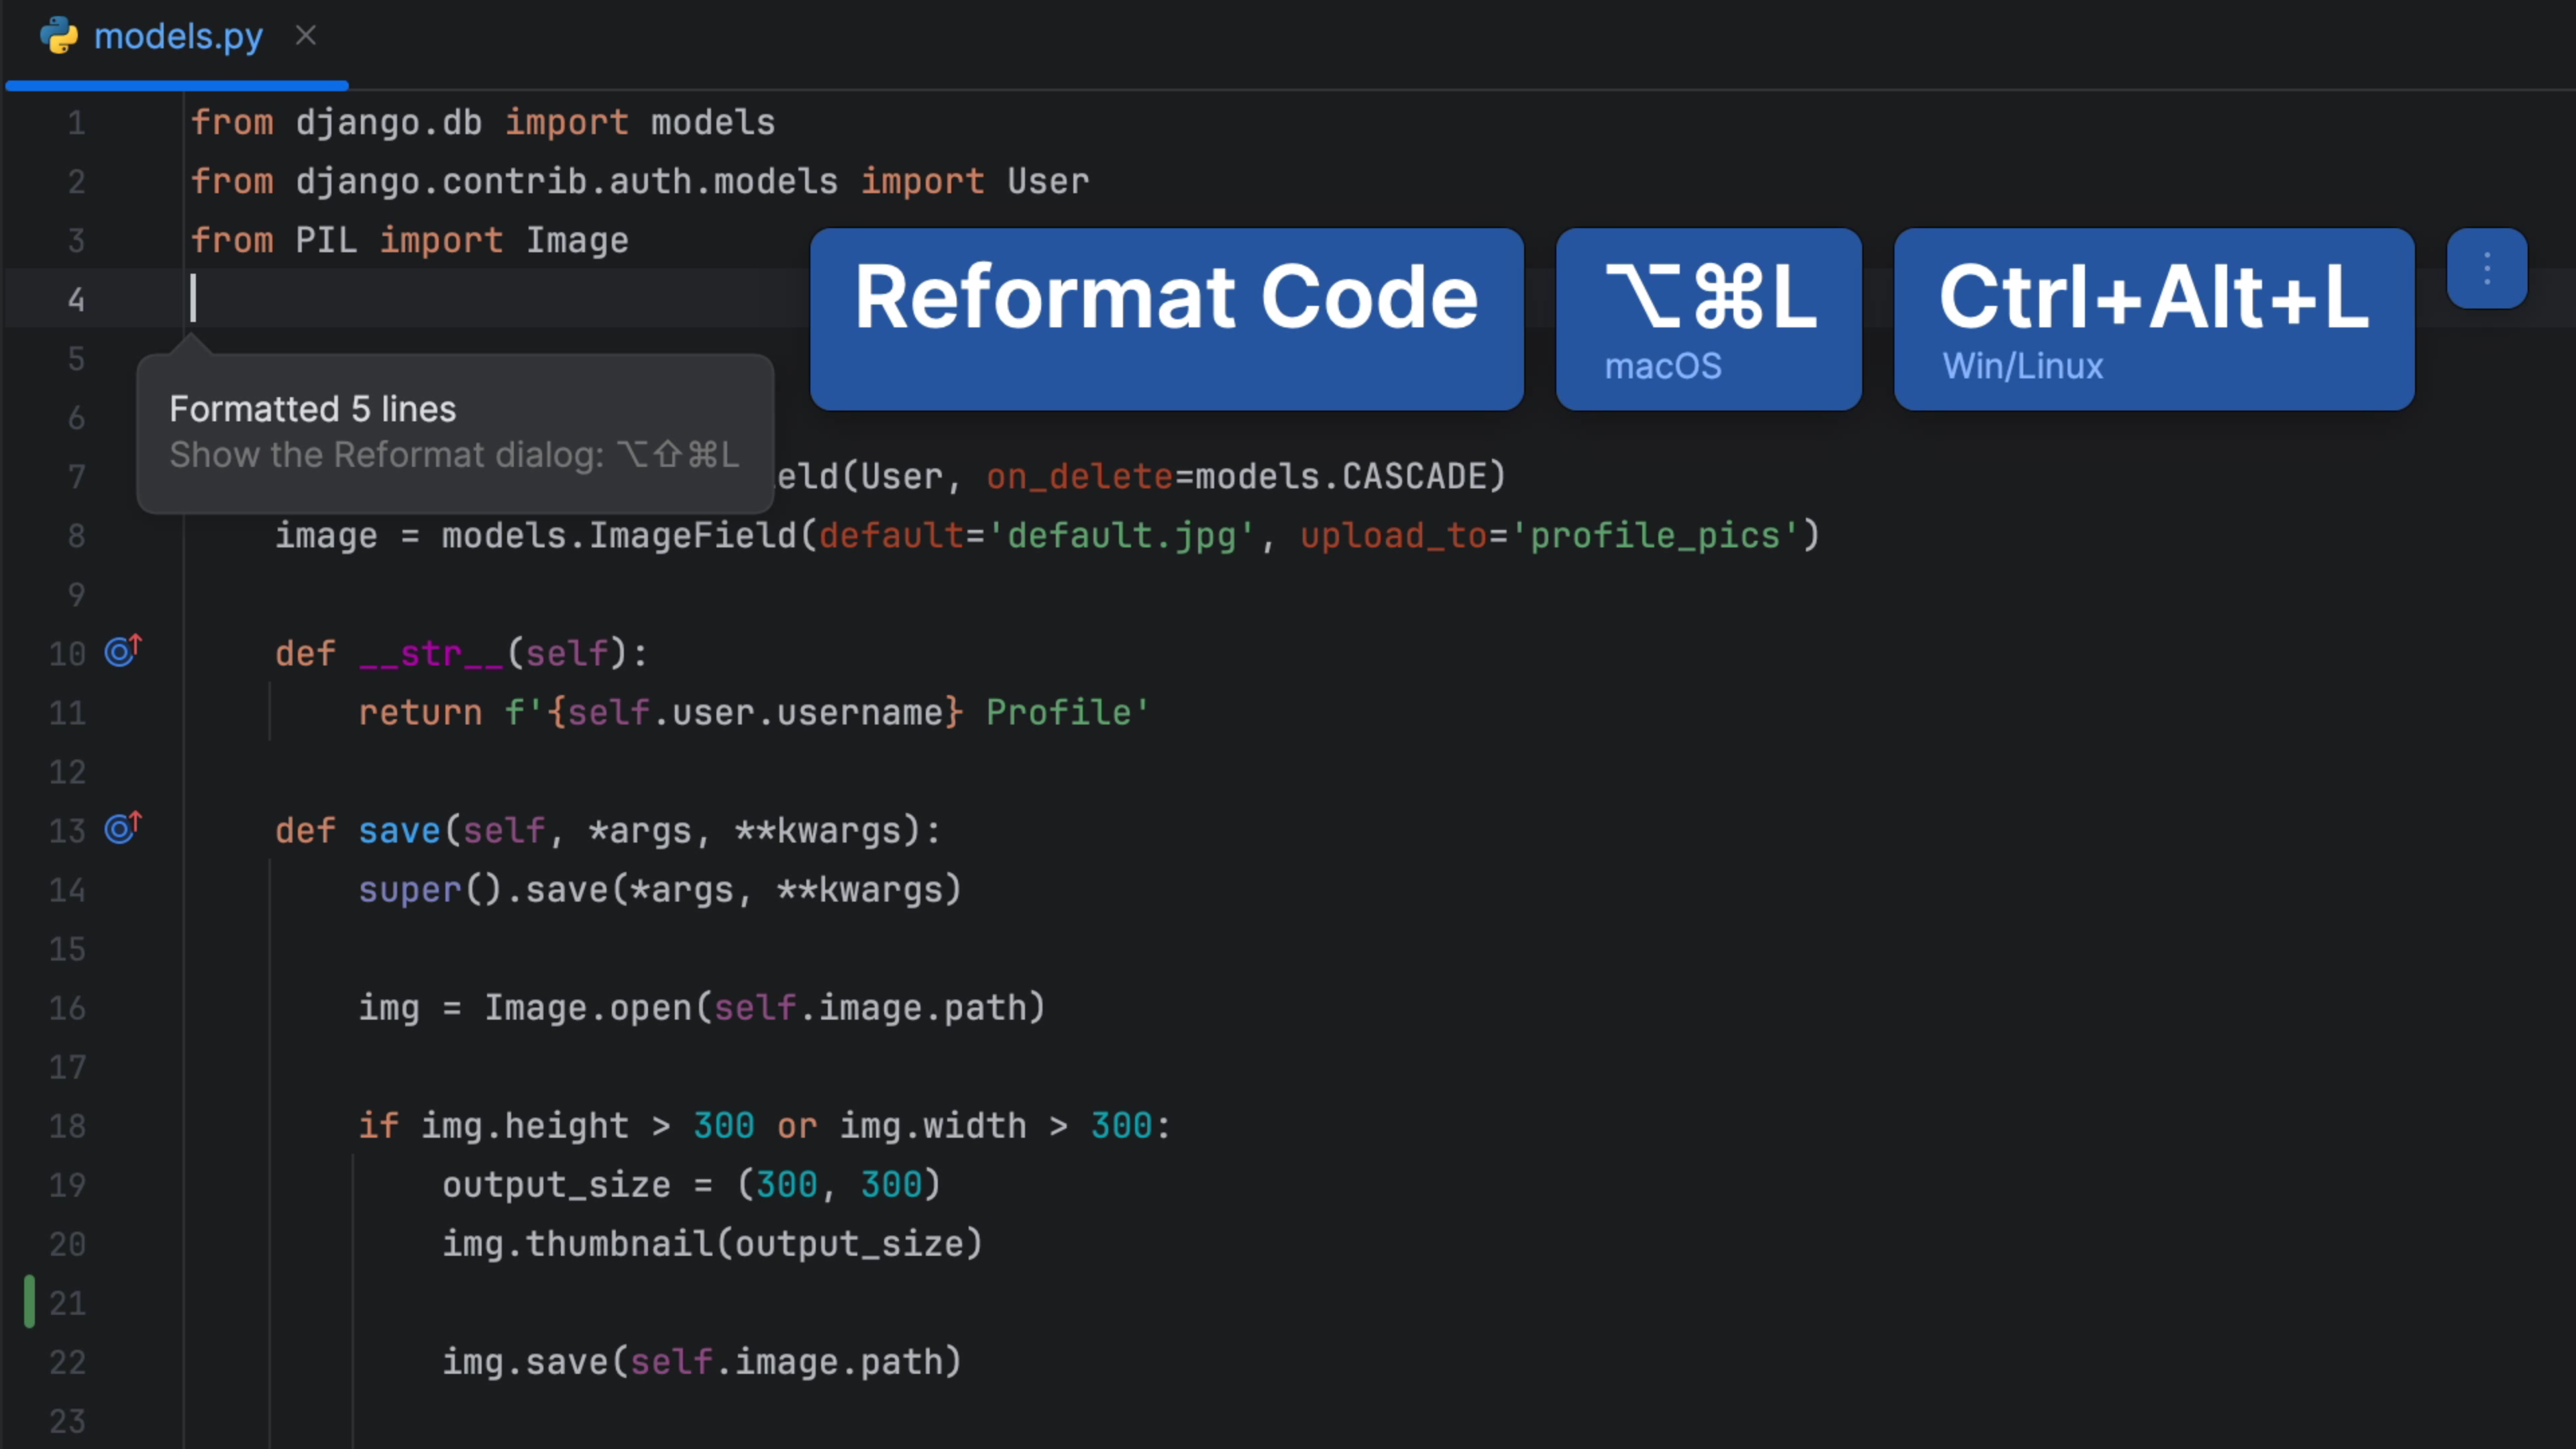 models.py
1 from django.db import models
2 from django.contrib.auth.models import User
3 from PIL import Image
4
Reformat Code
⌥⌘L
macOS
Ctrl+Alt+L
Win/Linux
5
Formatted 5 lines
6
Show the Reformat dialog: ⌥⇧⌘L
7 eld(User, on_delete=models.CASCADE)
8 image = models.ImageField(default='default.jpg', upload_to='profile_pics')
9
10 def __str__(self):
11 return f'{self.user.username} Profile'
12
13 def save(self, *args, **kwargs):
14 super().save(*args, **kwargs)
15
16 img = Image.open(self.image.path)
17
18 if img.height > 300 or img.width > 300:
19 output_size = (300, 300)
20 img.thumbnail(output_size)
21
22 img.save(self.image.path)
23